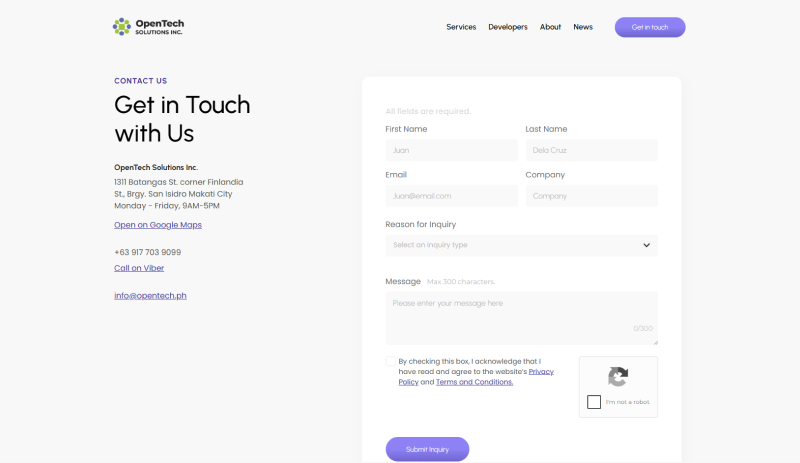 OpenTech
SOLUTIONS INC.
Services Developers About News Get in touch
CONTACT US
Get in Touch
with Us
OpenTech Solutions Inc.
1311 Batangas St. corner Finlandia
St., Brgy. San Isidro Makati City
Monday - Friday, 9AM-5PM
Open on Google Maps
+63 917 703 9099
Call on Viber
info@opentech.ph
All fields are required.
First Name Last Name
Juan Dela Cruz
Email Company
Juan@email.com Company
Reason for Inquiry
Select an inquiry type
Message Max 300 characters.
Please enter your message here
0/300
By checking this box, I acknowledge that I
have read and agree to the website's Privacy
Policy and Terms and Conditions.
I'm not a robot
Submit Inquiry